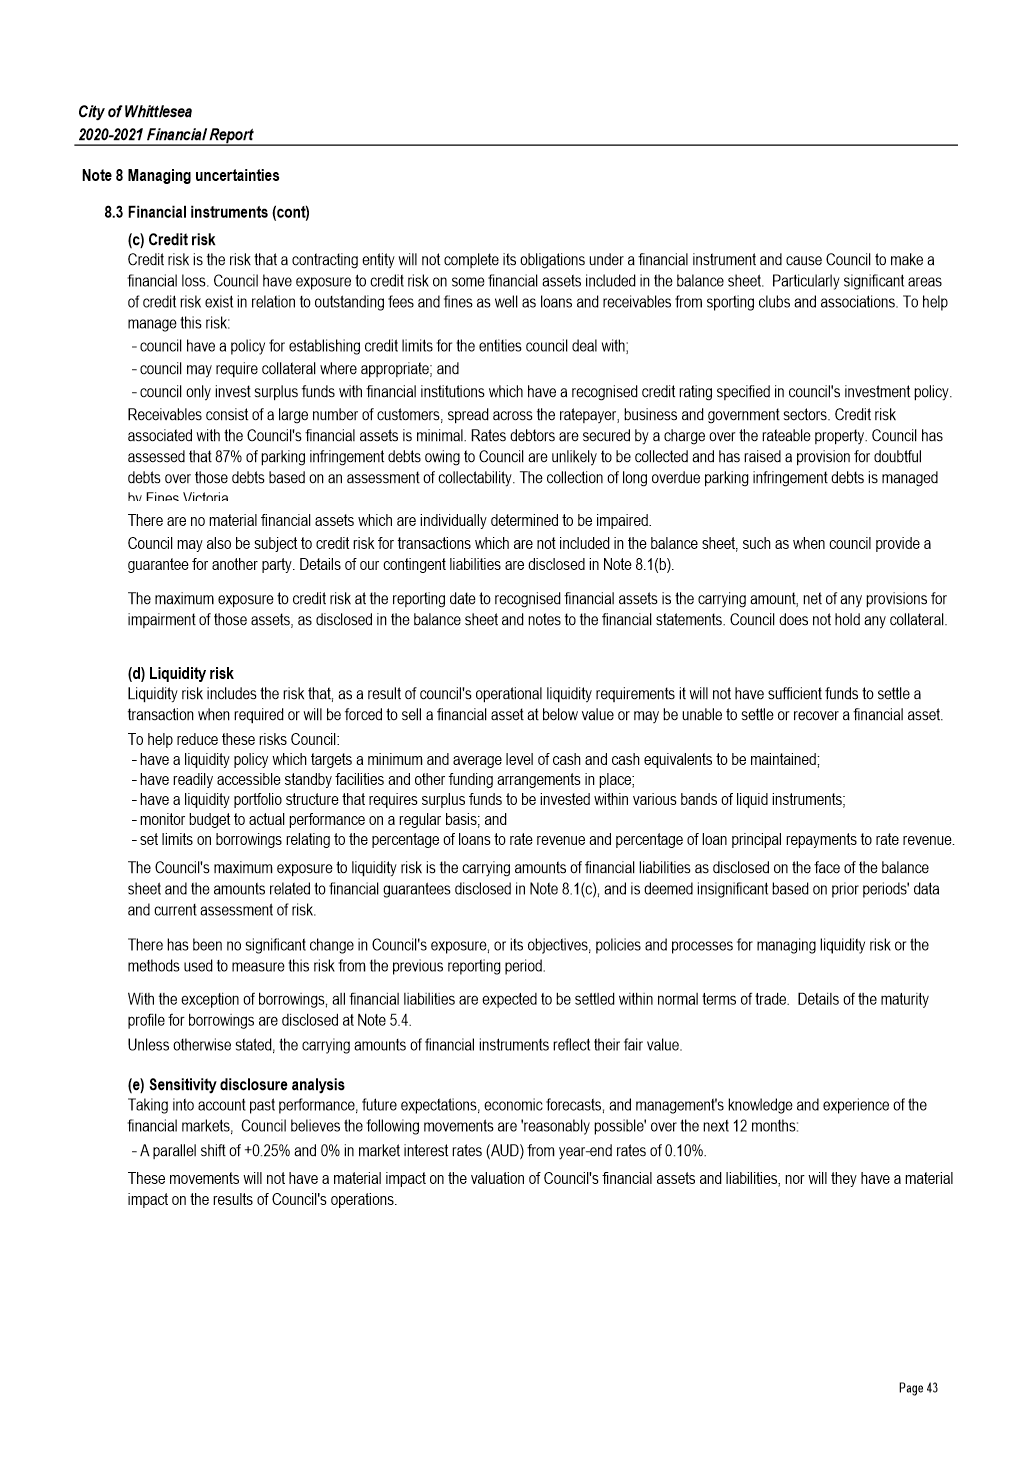 City of Whittlesea
2020-2021 Financial Report
Note 8 Managing uncertainties
8.3 Financial instruments (cont)
(c) Credit risk
Credit risk is the risk that a contracting entity will not complete its obligations under a financial instrument and cause Council to make a
financial loss. Council have exposure to credit risk on some financial assets included in the balance sheet.  Particularly significant areas
of credit risk exist in relation to outstanding fees and fines as well as loans and receivables from sporting clubs and associations. To help
manage this risk:
- council have a policy for establishing credit limits for the entities council deal with;
- council may require collateral where appropriate; and
- council only invest surplus funds with financial institutions which have a recognised credit rating specified in council's investment policy.
Receivables consist of a large number of customers, spread across the ratepayer, business and government sectors. Credit risk
associated with the Council's financial assets is minimal. Rates debtors are secured by a charge over the rateable property. Council has
assessed that 87% of parking infringement debts owing to Council are unlikely to be collected and has raised a provision for doubtful
debts over those debts based on an assessment of collectability. The collection of long overdue parking infringement debts is managed
by Fines Victoria
There are no material financial assets which are individually determined to be impaired.
Council may also be subject to credit risk for transactions which are not included in the balance sheet, such as when council provide a
guarantee for another party. Details of our contingent liabilities are disclosed in Note 8.1(b).
The maximum exposure to credit risk at the reporting date to recognised financial assets is the carrying amount, net of any provisions for
impairment of those assets, as disclosed in the balance sheet and notes to the financial statements. Council does not hold any collateral.
(d) Liquidity risk
Liquidity risk includes the risk that, as a result of council's operational liquidity requirements it will not have sufficient funds to settle a
transaction when required or will be forced to sell a financial asset at below value or may be unable to settle or recover a financial asset.
To help reduce these risks Council:
- have a liquidity policy which targets a minimum and average level of cash and cash equivalents to be maintained;
- have readily accessible standby facilities and other funding arrangements in place;
- have a liquidity portfolio structure that requires surplus funds to be invested within various bands of liquid instruments;
- monitor budget to actual performance on a regular basis; and
- set limits on borrowings relating to the percentage of loans to rate revenue and percentage of loan principal repayments to rate revenue.
The Council's maximum exposure to liquidity risk is the carrying amounts of financial liabilities as disclosed on the face of the balance
sheet and the amounts related to financial guarantees disclosed in Note 8.1(c), and is deemed insignificant based on prior periods' data
and current assessment of risk.
There has been no significant change in Council's exposure, or its objectives, policies and processes for managing liquidity risk or the
methods used to measure this risk from the previous reporting period.
With the exception of borrowings, all financial liabilities are expected to be settled within normal terms of trade.  Details of the maturity
profile for borrowings are disclosed at Note 5.4.
Unless otherwise stated, the carrying amounts of financial instruments reflect their fair value.
(e) Sensitivity disclosure analysis
Taking into account past performance, future expectations, economic forecasts, and management's knowledge and experience of the
financial markets,  Council believes the following movements are 'reasonably possible' over the next 12 months:
- A parallel shift of +0.25% and 0% in market interest rates (AUD) from year-end rates of 0.10%.
These movements will not have a material impact on the valuation of Council's financial assets and liabilities, nor will they have a material
impact on the results of Council's operations.
Page 43